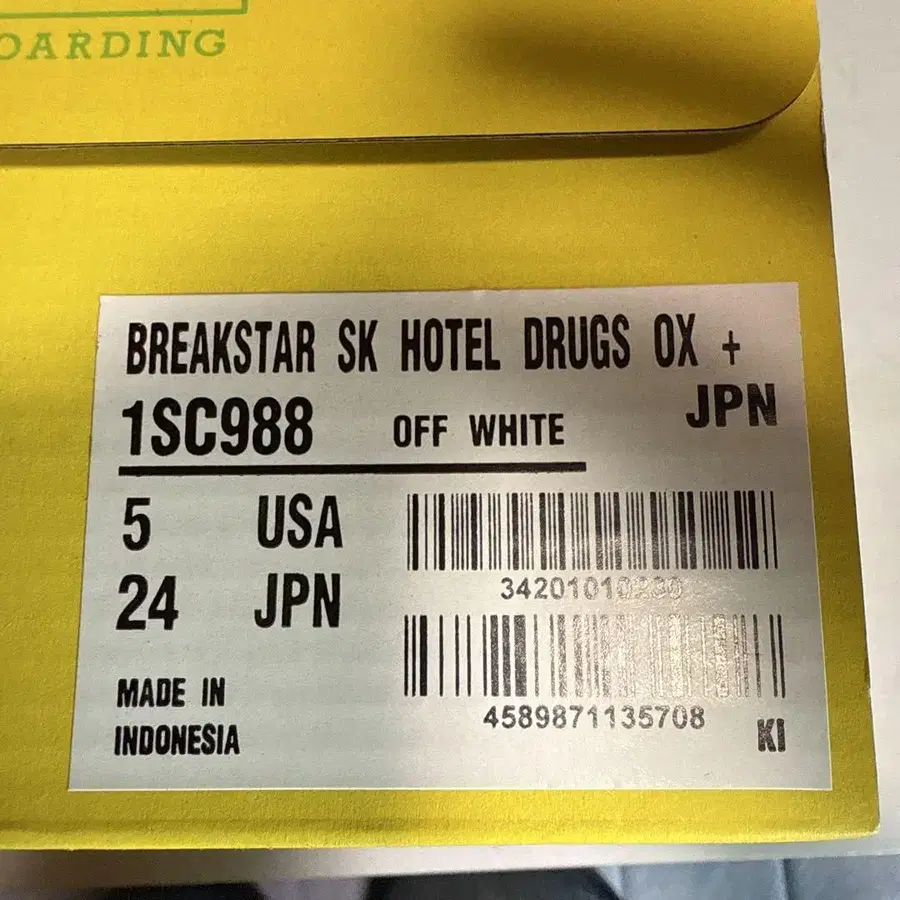 OARDING
BREAKSTAR SK HOTEL DRUGS OX +
1SC988 OFF WHITE JPN
5 USA
24 JPN
MADE IN
INDONESIA
4589871135708
KI